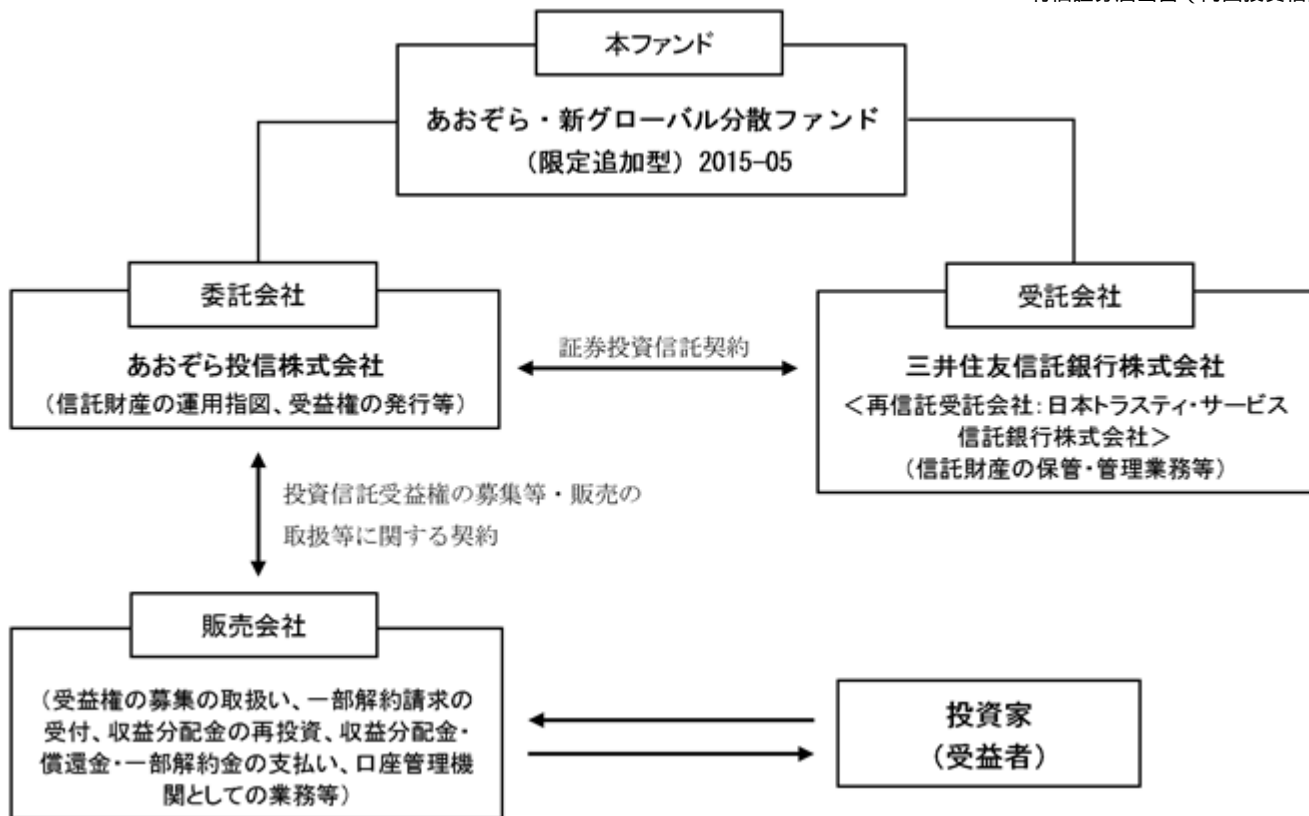 本ファンド
あおぞら・新グローバル分散ファンド
（限定追加型）2015-05
委託会社
あおぞら投信株式会社
（信託財産の運用指図、受益権の発行等）
証券投資信託契約
受託会社
三井住友信託銀行株式会社
＜再信託受託会社：日本トラスティ・サービス
信託銀行株式会社＞
（信託財産の保管・管理業務等）
投資信託受益権の募集等・販売の
取扱等に関する契約
販売会社
（受益権の募集の取扱い、一部解約請求の
受付、収益分配金の再投資、収益分配金・
償還金・一部解約金の支払い、口座管理機
関としての業務等）
投資家
（受益者）